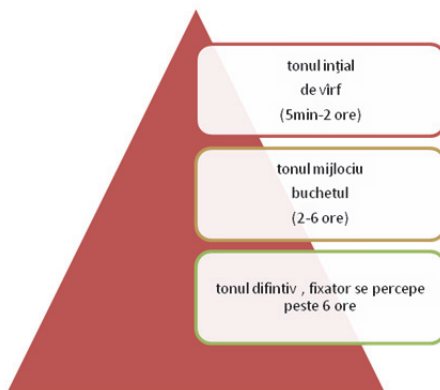 tonul inţial
de vîrf
(5min-2 ore)
tonul mijlociu
buchetul
(2-6 ore)
tonul difintiv , fixator se percepe
peste 6 ore